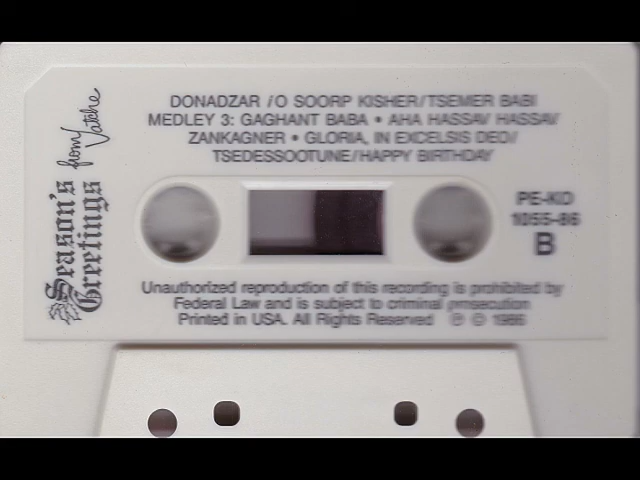 DONADZAR /O SOORP KISHER/TSEMER BABI
MEDLEY 3: GAGHANT BABA • AHA HASSAV HASSAV
ZANKAGNER • GLORIA, IN EXCELSIS DEO/
TSEDESSOOTUNE/HAPPY BIRTHDAY
Season's
Greetings
from Vatche
PE-KO
1055-86
B
Unauthorized reproduction of this recording is prohibited by
Federal Law and is subject to criminal prosecution
Printed in USA. All Rights Reserved ℗ © 1986